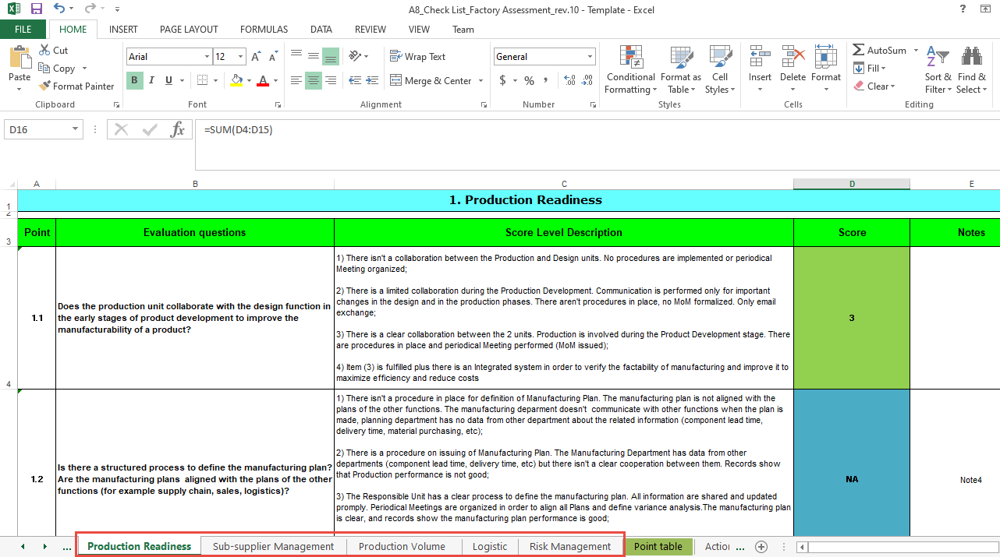 A8_Check List_Factory Assessment_rev.10 - Template - Excel
?
FILE HOME INSERT PAGE LAYOUT FORMULAS DATA REVIEW VIEW Team
Paste
Cut
Copy
Format Painter
Clipboard
Arial 12 A A
B I U A
Font
Wrap Text
Merge & Center
Alignment
General
$ % ,
Number
Conditional Formatting
Format as Table
Cell Styles
Styles
Insert Delete Format
Cells
AutoSum
Fill
Clear
Sort & Filter
Find & Select
Editing
D16 fx =SUM(D4:D15)
A B C D E
1 1. Production Readiness
2
3 Point Evaluation questions Score Level Description Score Notes
4
1.1
Does the production unit collaborate with the design function in
the early stages of product development to improve the
manufacturability of a product?
1) There isn't a collaboration between the Production and Design units. No procedures are implemented or periodical
Meeting organized;
2) There is a limited collaboration during the Production Development. Communication is performed only for important
changes in the design and in the production phases. There aren't procedures in place, no MoM formalized. Only email
exchange;
3) There is a clear collaboration between the 2 units. Production is involved during the Product Development stage. There
are procedures in place and periodical Meeting performed (MoM issued);
4) Item (3) is fulfilled plus there is an Integrated system in order to verify the factability of manufacturing and improve it to
maximize efficiency and reduce costs
3
1.2
Is there a structured process to define the manufacturing plan?
Are the manufacturing plans aligned with the plans of the other
functions (for example supply chain, sales, logistics)?
1) There isn't a procedure in place for definition of Manufacturing Plan. The manufacturing plan is not aligned with the
plans of the other functions. The manufacturing deparment doesn't communicate with other functions when the plan is
made, planning department has no data from other department about the related information (component lead time,
delivery time, material purchasing, etc);
2) There is a procedure on issuing of Manufacturing Plan. The Manufacturing Department has data from other
departments (component lead time, delivery time, etc) but there isn't a clear cooperation between them. Records show
that Production performance is not good;
3) The Responsible Unit has a clear process to define the manufacturing plan. All information are shared and updated
promply. Periodical Meetings are organized in order to align all Plans and define variance analysis.The manufacturing plan
is clear, and records show the manufacturing plan performance is good;
NA
Note4
... Production Readiness Sub-supplier Management Production Volume Logistic Risk Management Point table Action ...